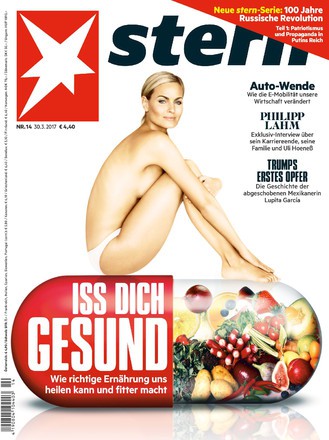 Neue stern-Serie: 100 Jahre
Russische Revolution
Teil 1: Patriotismus
und Propaganda in
Putins Reich
stern
NR. 14 30.3.2017 € 4,40
Auto-Wende
Wie die E-Mobilität unsere
Wirtschaft verändert
PHILIPP
LAHM
Exklusiv-Interview über
sein Karriereende, seine
Familie und Uli Hoeneß
TRUMPS
ERSTES OPFER
Die Geschichte der
abgeschobenen Mexikanerin
Lupita García
ISS DICH
GESUND
Wie richtige Ernährung uns
heilen kann und fitter macht